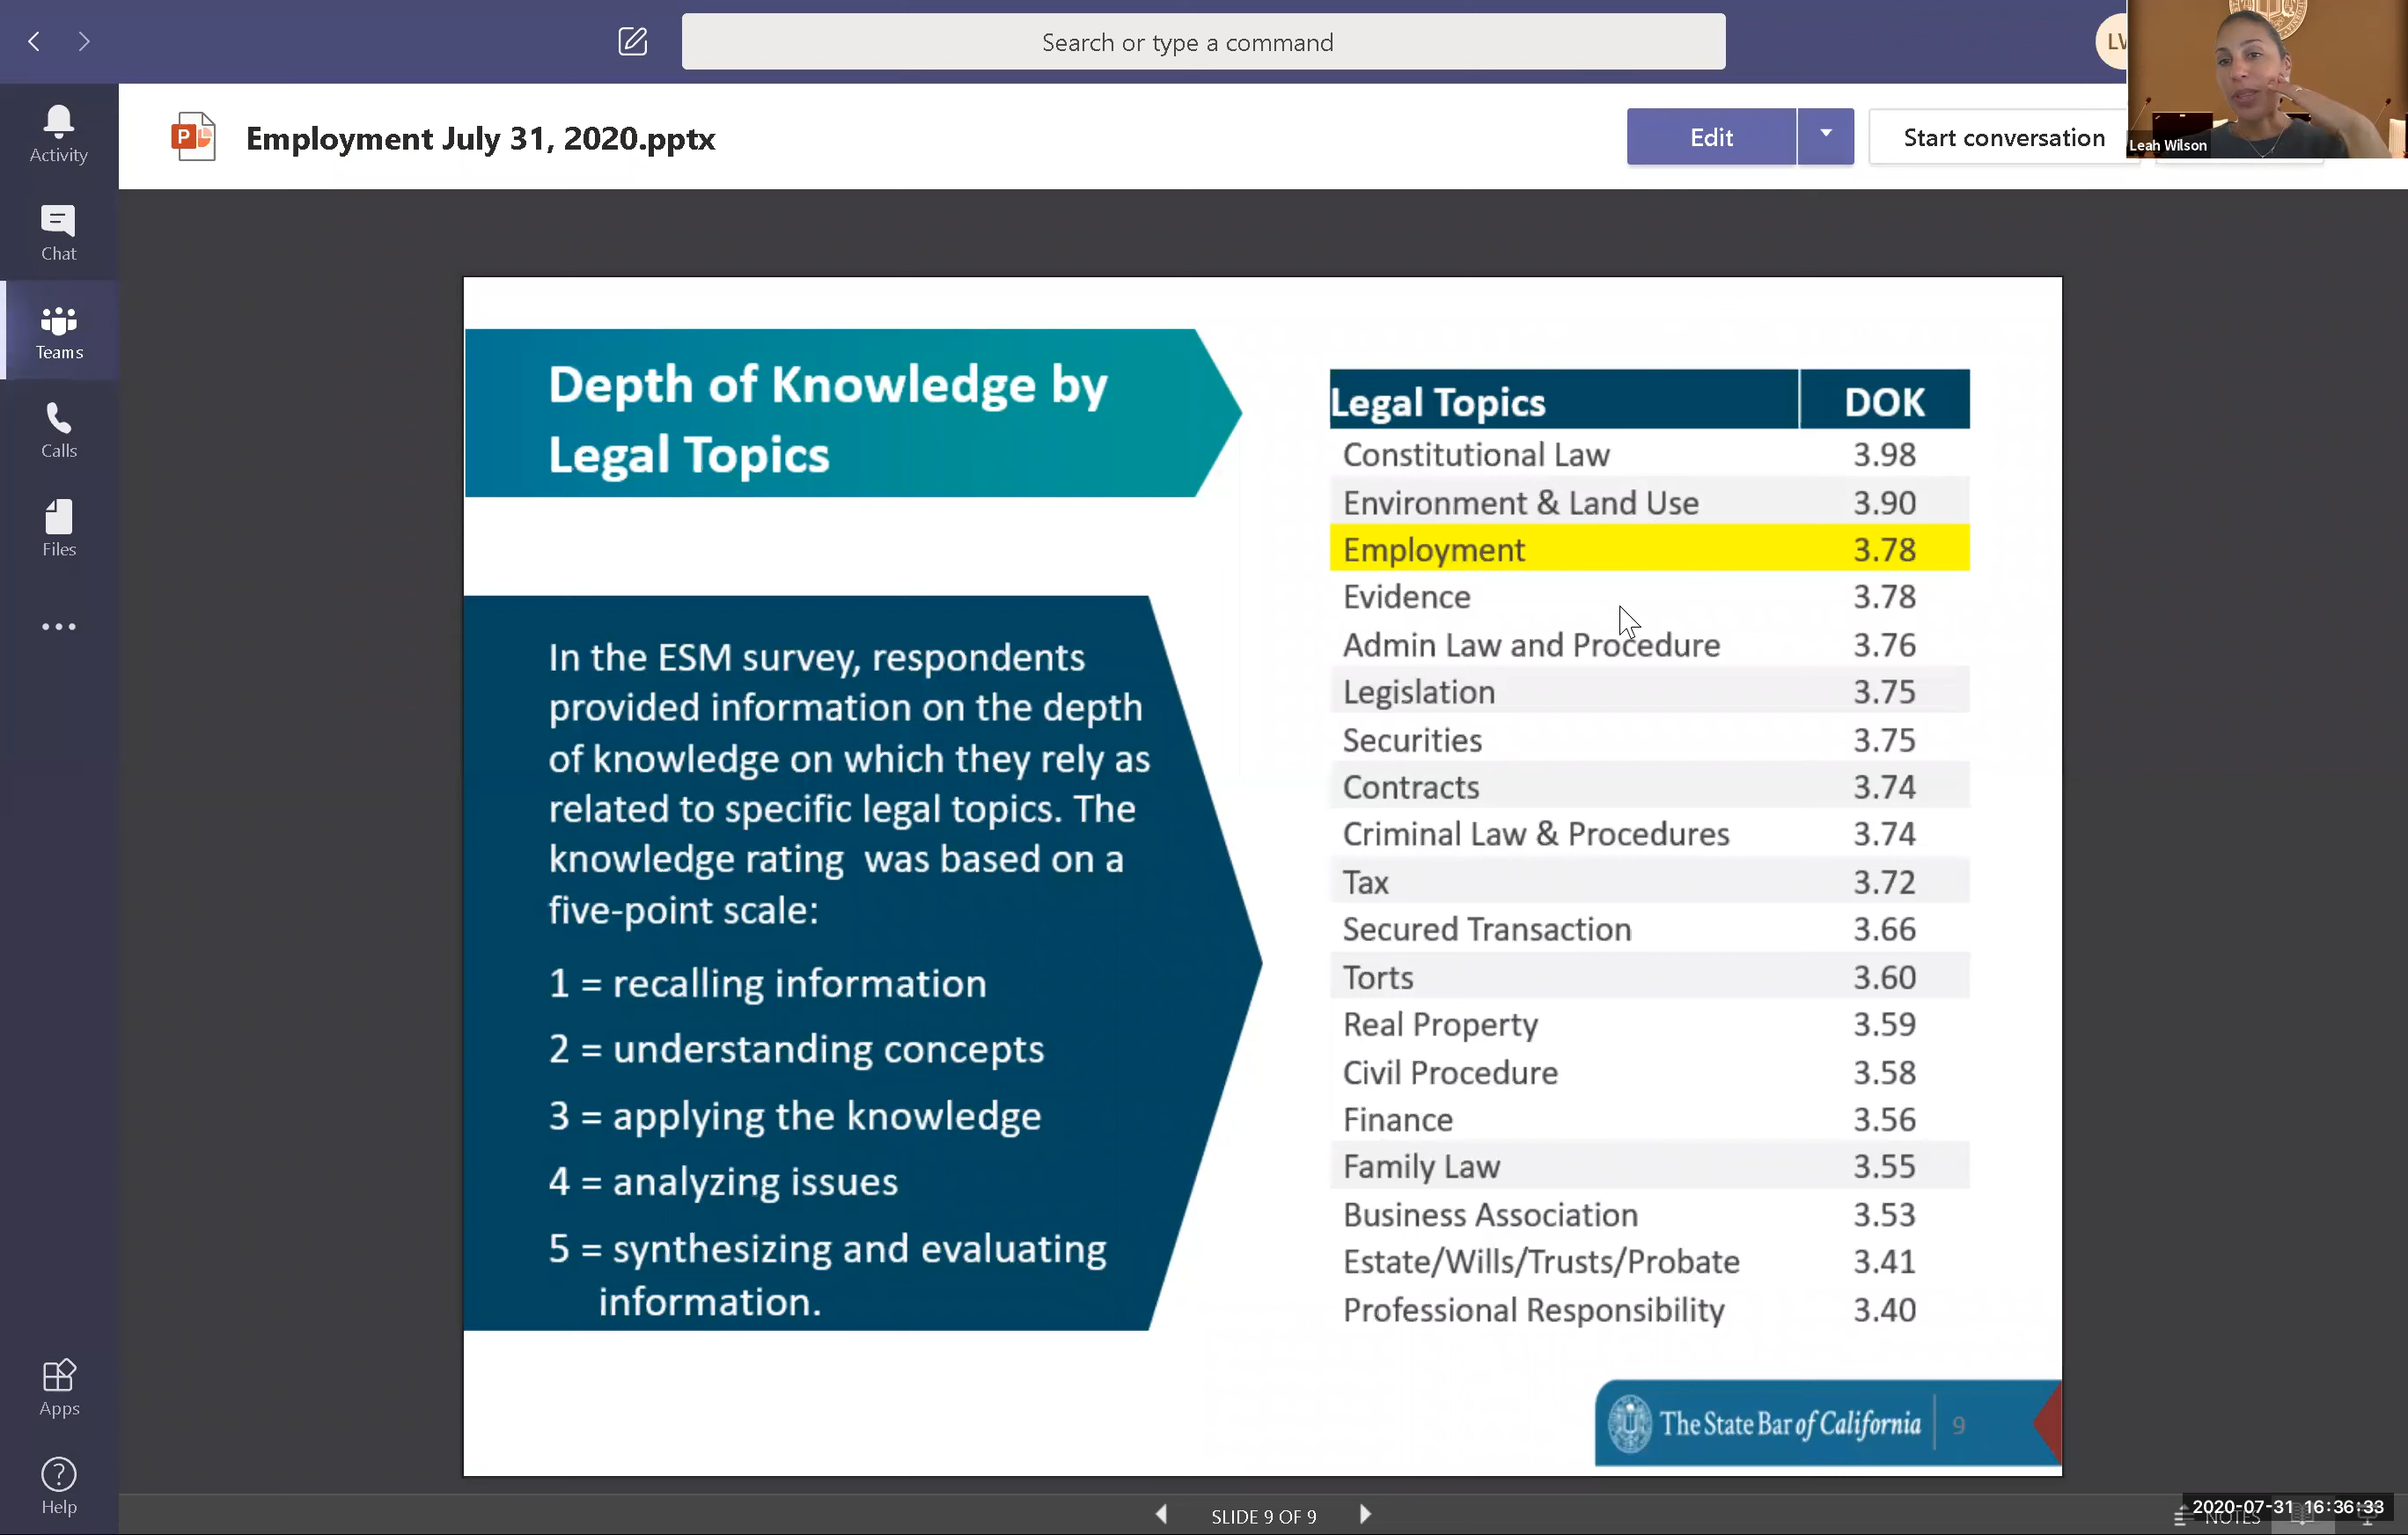 Search or type a command
LV
Leah Wilson
Employment July 31, 2020.pptx
Edit
Start conversation
Activity
Chat
Teams
Calls
Files
Apps
Help
Depth of Knowledge by
Legal Topics
In the ESM survey, respondents
provided information on the depth
of knowledge on which they rely as
related to specific legal topics. The
knowledge rating was based on a
five-point scale:
1 = recalling information
2 = understanding concepts
3 = applying the knowledge
4 = analyzing issues
5 = synthesizing and evaluating
information.
Legal Topics DOK
Constitutional Law 3.98
Environment & Land Use 3.90
Employment 3.78
Evidence 3.78
Admin Law and Procedure 3.76
Legislation 3.75
Securities 3.75
Contracts 3.74
Criminal Law & Procedures 3.74
Tax 3.72
Secured Transaction 3.66
Torts 3.60
Real Property 3.59
Civil Procedure 3.58
Finance 3.56
Family Law 3.55
Business Association 3.53
Estate/Wills/Trusts/Probate 3.41
Professional Responsibility 3.40
The State Bar of California 9
SLIDE 9 OF 9
NOTES
2020-07-31 16:36:33